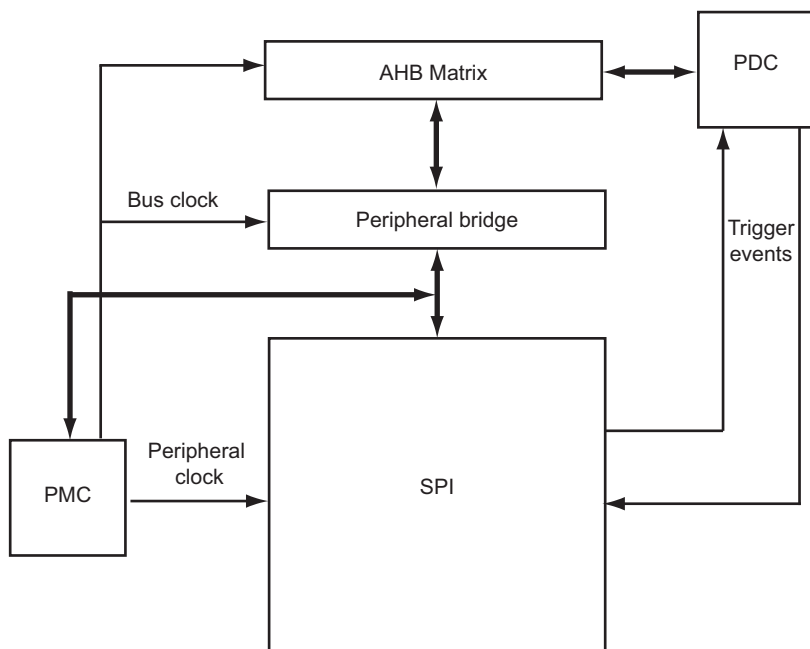 AHB Matrix
PDC
Bus clock
Peripheral bridge
Trigger
events
Peripheral
clock
PMC
SPI